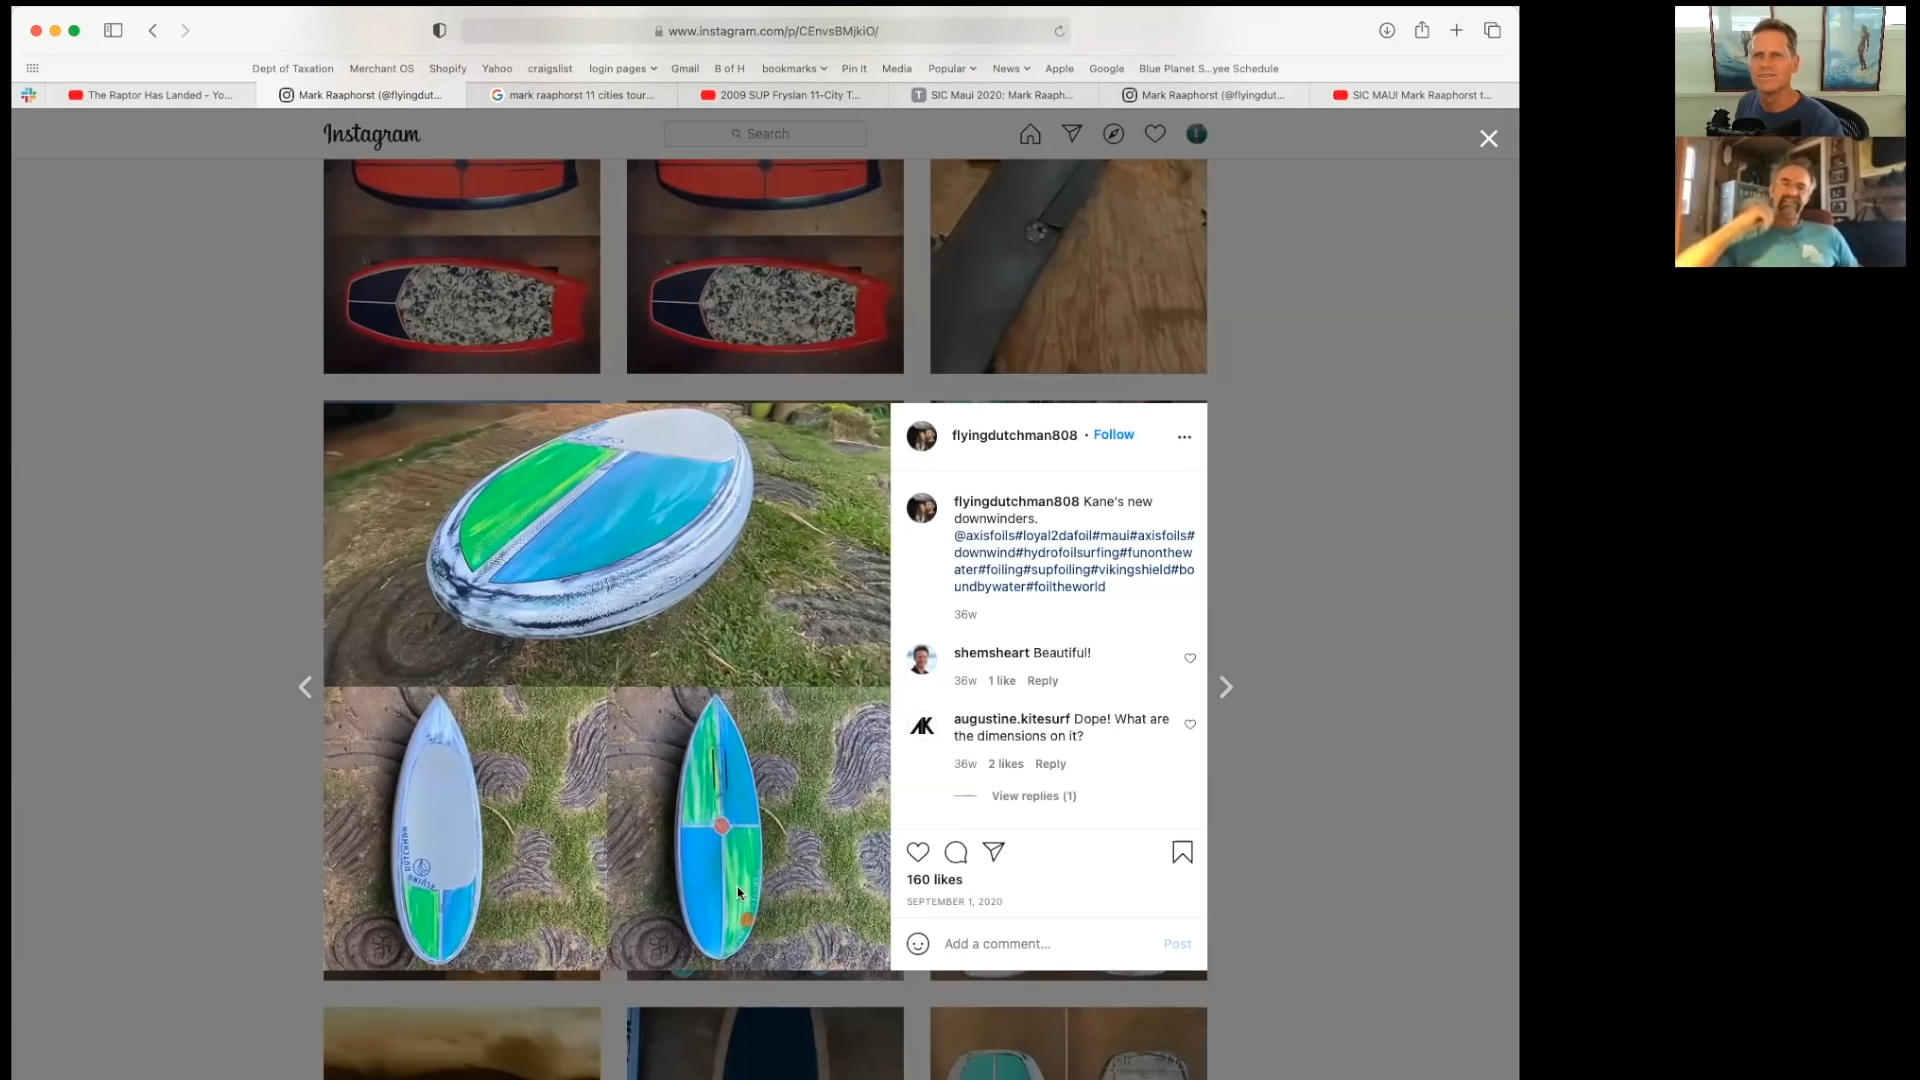 www.instagram.com/p/CEnvsBMjkiO/
Dept of Taxation Merchant OS Shopify Yahoo craigslist login pages Gmail B of H bookmarks Pin It Media Popular News Apple Google Blue Planet S...yee Schedule
The Raptor Has Landed - Yo... Mark Raaphorst (@flyingdut... mark raaphorst 11 cities tour... 2009 SUP Fryslan 11-City T... SIC Maui 2020: Mark Raaph... Mark Raaphorst (@flyingdut... SIC MAUI Mark Raaphorst t...
Instagram
Search
flyingdutchman808 • Follow
flyingdutchman808 Kane's new
downwinders.
@axisfoils#loyal2dafoil#maui#axisfoils#
downwind#hydrofoilsurfing#funonthew
ater#foiling#supfoiling#vikingshield#bo
undbywater#foiltheworld
36w
shemsheart Beautiful!
36w 1 like Reply
AK
augustine.kitesurf Dope! What are
the dimensions on it?
36w 2 likes Reply
View replies (1)
160 likes
SEPTEMBER 1, 2020
Add a comment... Post
FLYING
DUTCHMAN